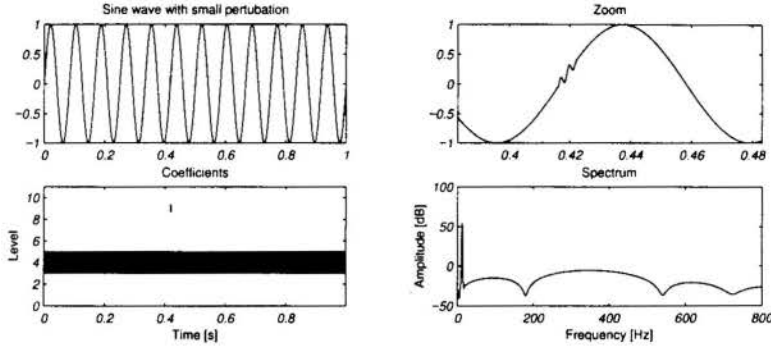 Sine wave with small pertubation
1
0.5
0
−0.5
−1
0 0.2 0.4 0.6 0.8 1
Zoom
1
0.5
0
−0.5
−1
0.4 0.42 0.44 0.46 0.48
Coefficients
Level
10
8
6
4
2
0
0 0.2 0.4 0.6 0.8
Time [s]
Spectrum
Amplitude [dB]
100
50
0
−50
0 200 400 600 800
Frequency [Hz]